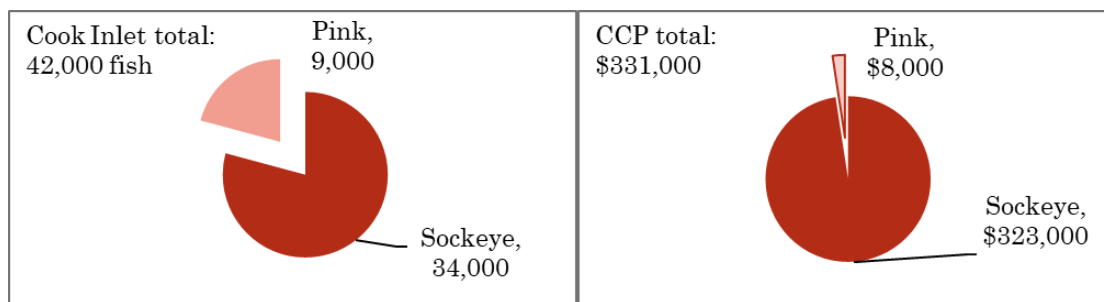 Cook Inlet total:
42,000 fish
Pink,
9,000
Sockeye,
34,000
CCP total:
$331,000
Pink,
$8,000
Sockeye,
$323,000